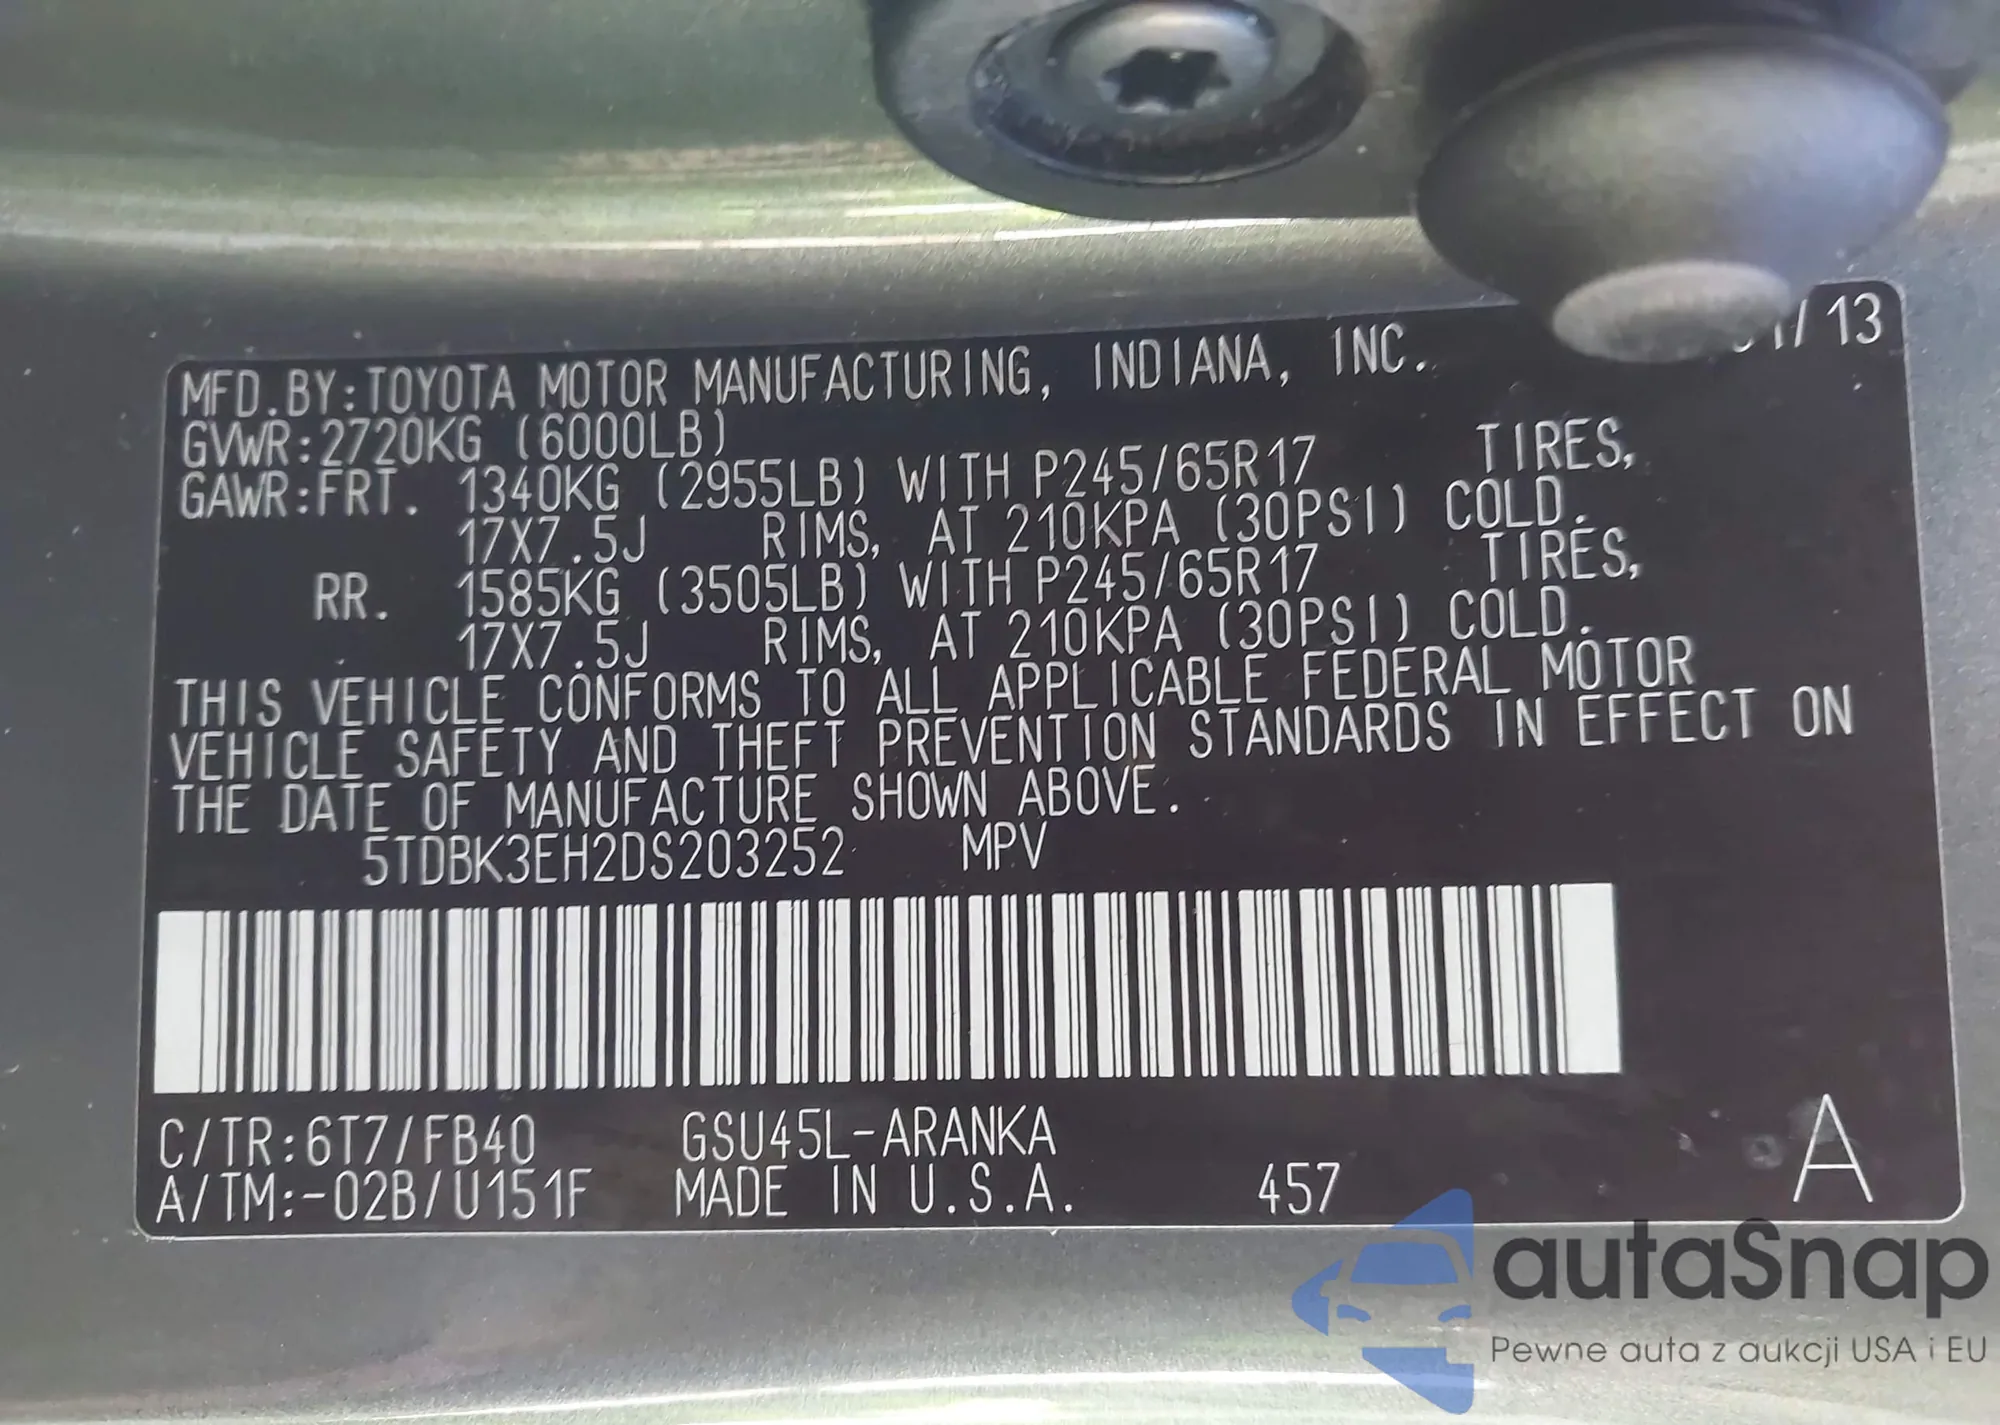 MFD.BY:TOYOTA MOTOR MANUFACTURING, INDIANA, INC. /13
GVWR:2720KG (6000LB)
GAWR:FRT. 1340KG (2955LB) WITH P245/65R17 TIRES,
17X7.5J RIMS, AT 210KPA (30PSI) COLD.
RR. 1585KG (3505LB) WITH P245/65R17 TIRES,
17X7.5J RIMS, AT 210KPA (30PSI) COLD.
THIS VEHICLE CONFORMS TO ALL APPLICABLE FEDERAL MOTOR
VEHICLE SAFETY AND THEFT PREVENTION STANDARDS IN EFFECT ON
THE DATE OF MANUFACTURE SHOWN ABOVE.
5TDBK3EH2DS203252 MPV
C/TR:6T7/FB40 GSU45L-ARANKA
A/TM:-02B/U151F MADE IN U.S.A. 457 A
autaSnap
Pewne auta z aukcji USA i EU